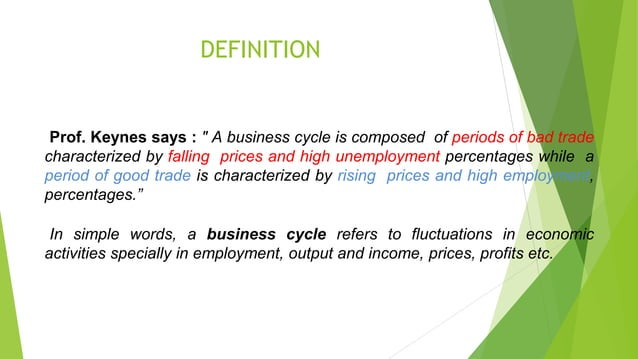 DEFINITION
Prof. Keynes says : " A business cycle is composed of periods of bad trade
characterized by falling prices and high unemployment percentages while a
period of good trade is characterized by rising prices and high employment,
percentages.”
In simple words, a business cycle refers to fluctuations in economic
activities specially in employment, output and income, prices, profits etc.